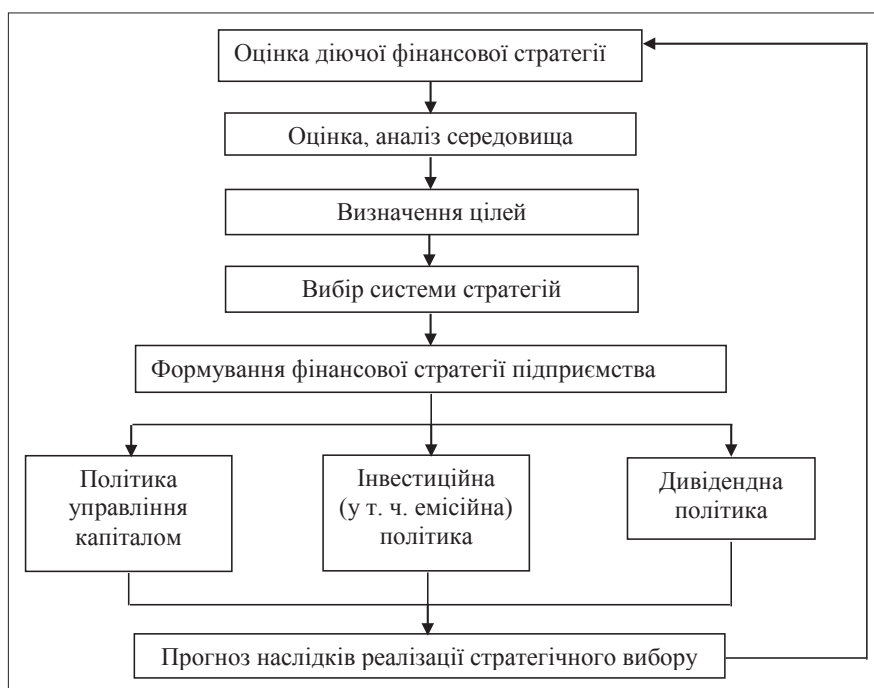 Оцінка діючої фінансової стратегії
Оцінка, аналіз середовища
Визначення цілей
Вибір системи стратегій
Формування фінансової стратегії підприємства
Політика
управління
капіталом
Інвестиційна
(у т. ч. емісійна)
політика
Дивідендна
політика
Прогноз наслідків реалізації стратегічного вибору